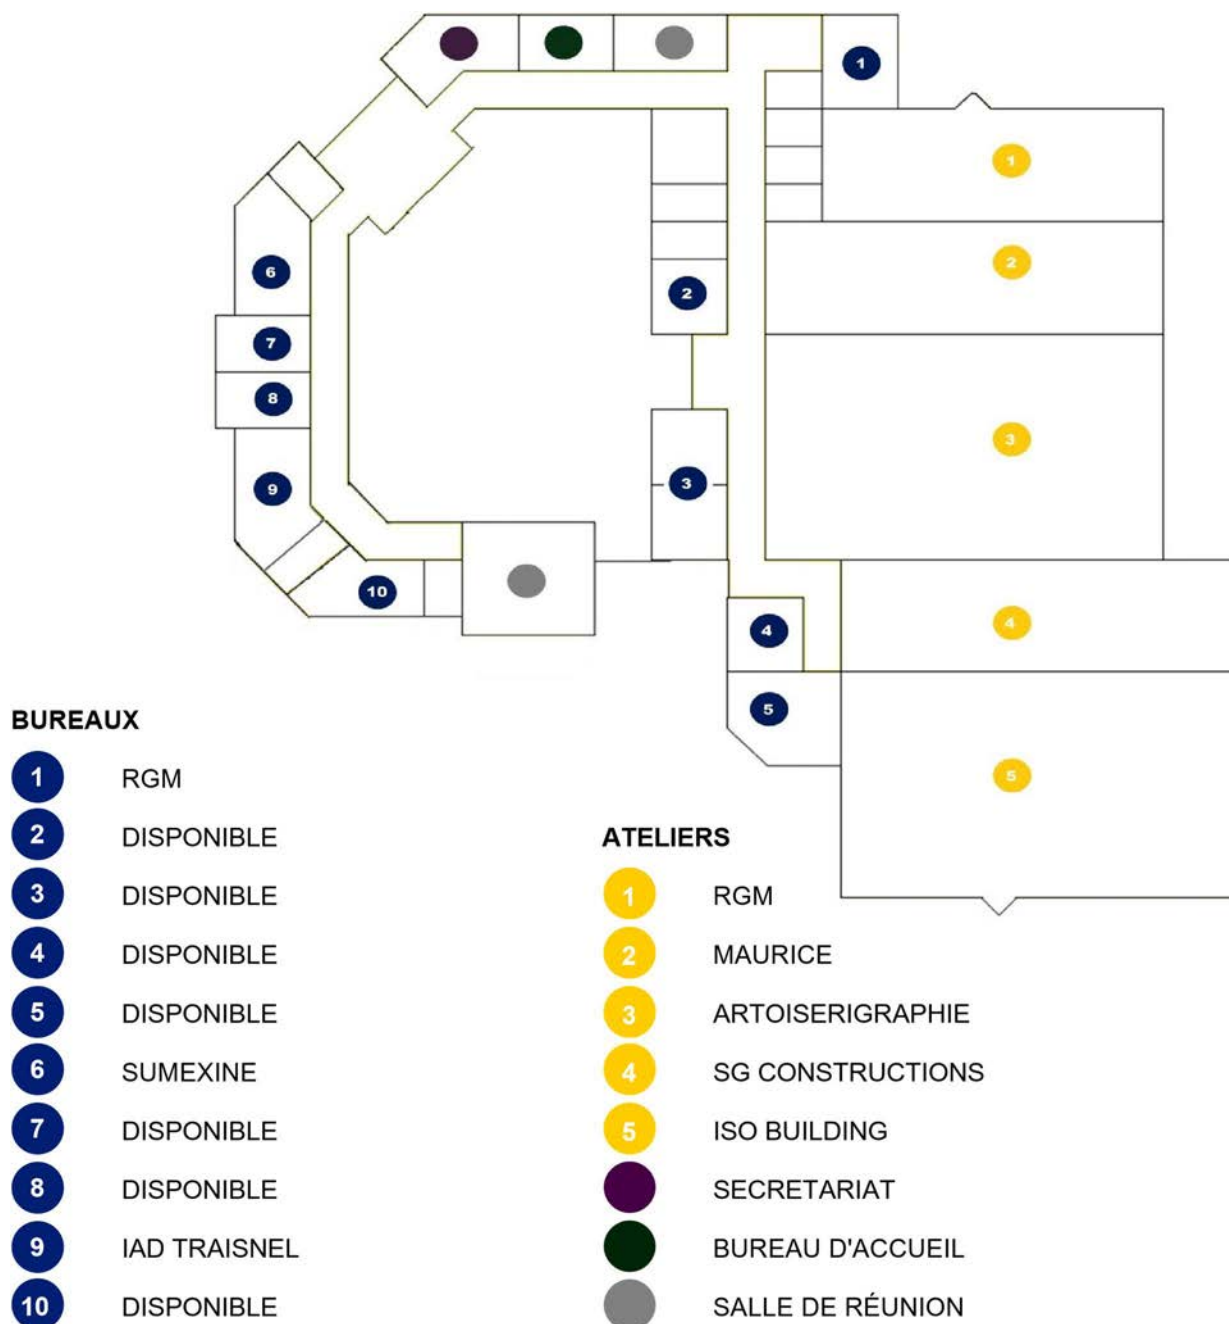 1
1
2
2
6
7
8
3
3
9
10
4
4
5
5
BUREAUX
1 RGM
2 DISPONIBLE
3 DISPONIBLE
4 DISPONIBLE
5 DISPONIBLE
6 SUMEXINE
7 DISPONIBLE
8 DISPONIBLE
9 IAD TRAISNEL
10 DISPONIBLE
ATELIERS
1 RGM
2 MAURICE
3 ARTOISERIGRAPHIE
4 SG CONSTRUCTIONS
5 ISO BUILDING
SECRETARIAT
BUREAU D'ACCUEIL
SALLE DE RÉUNION